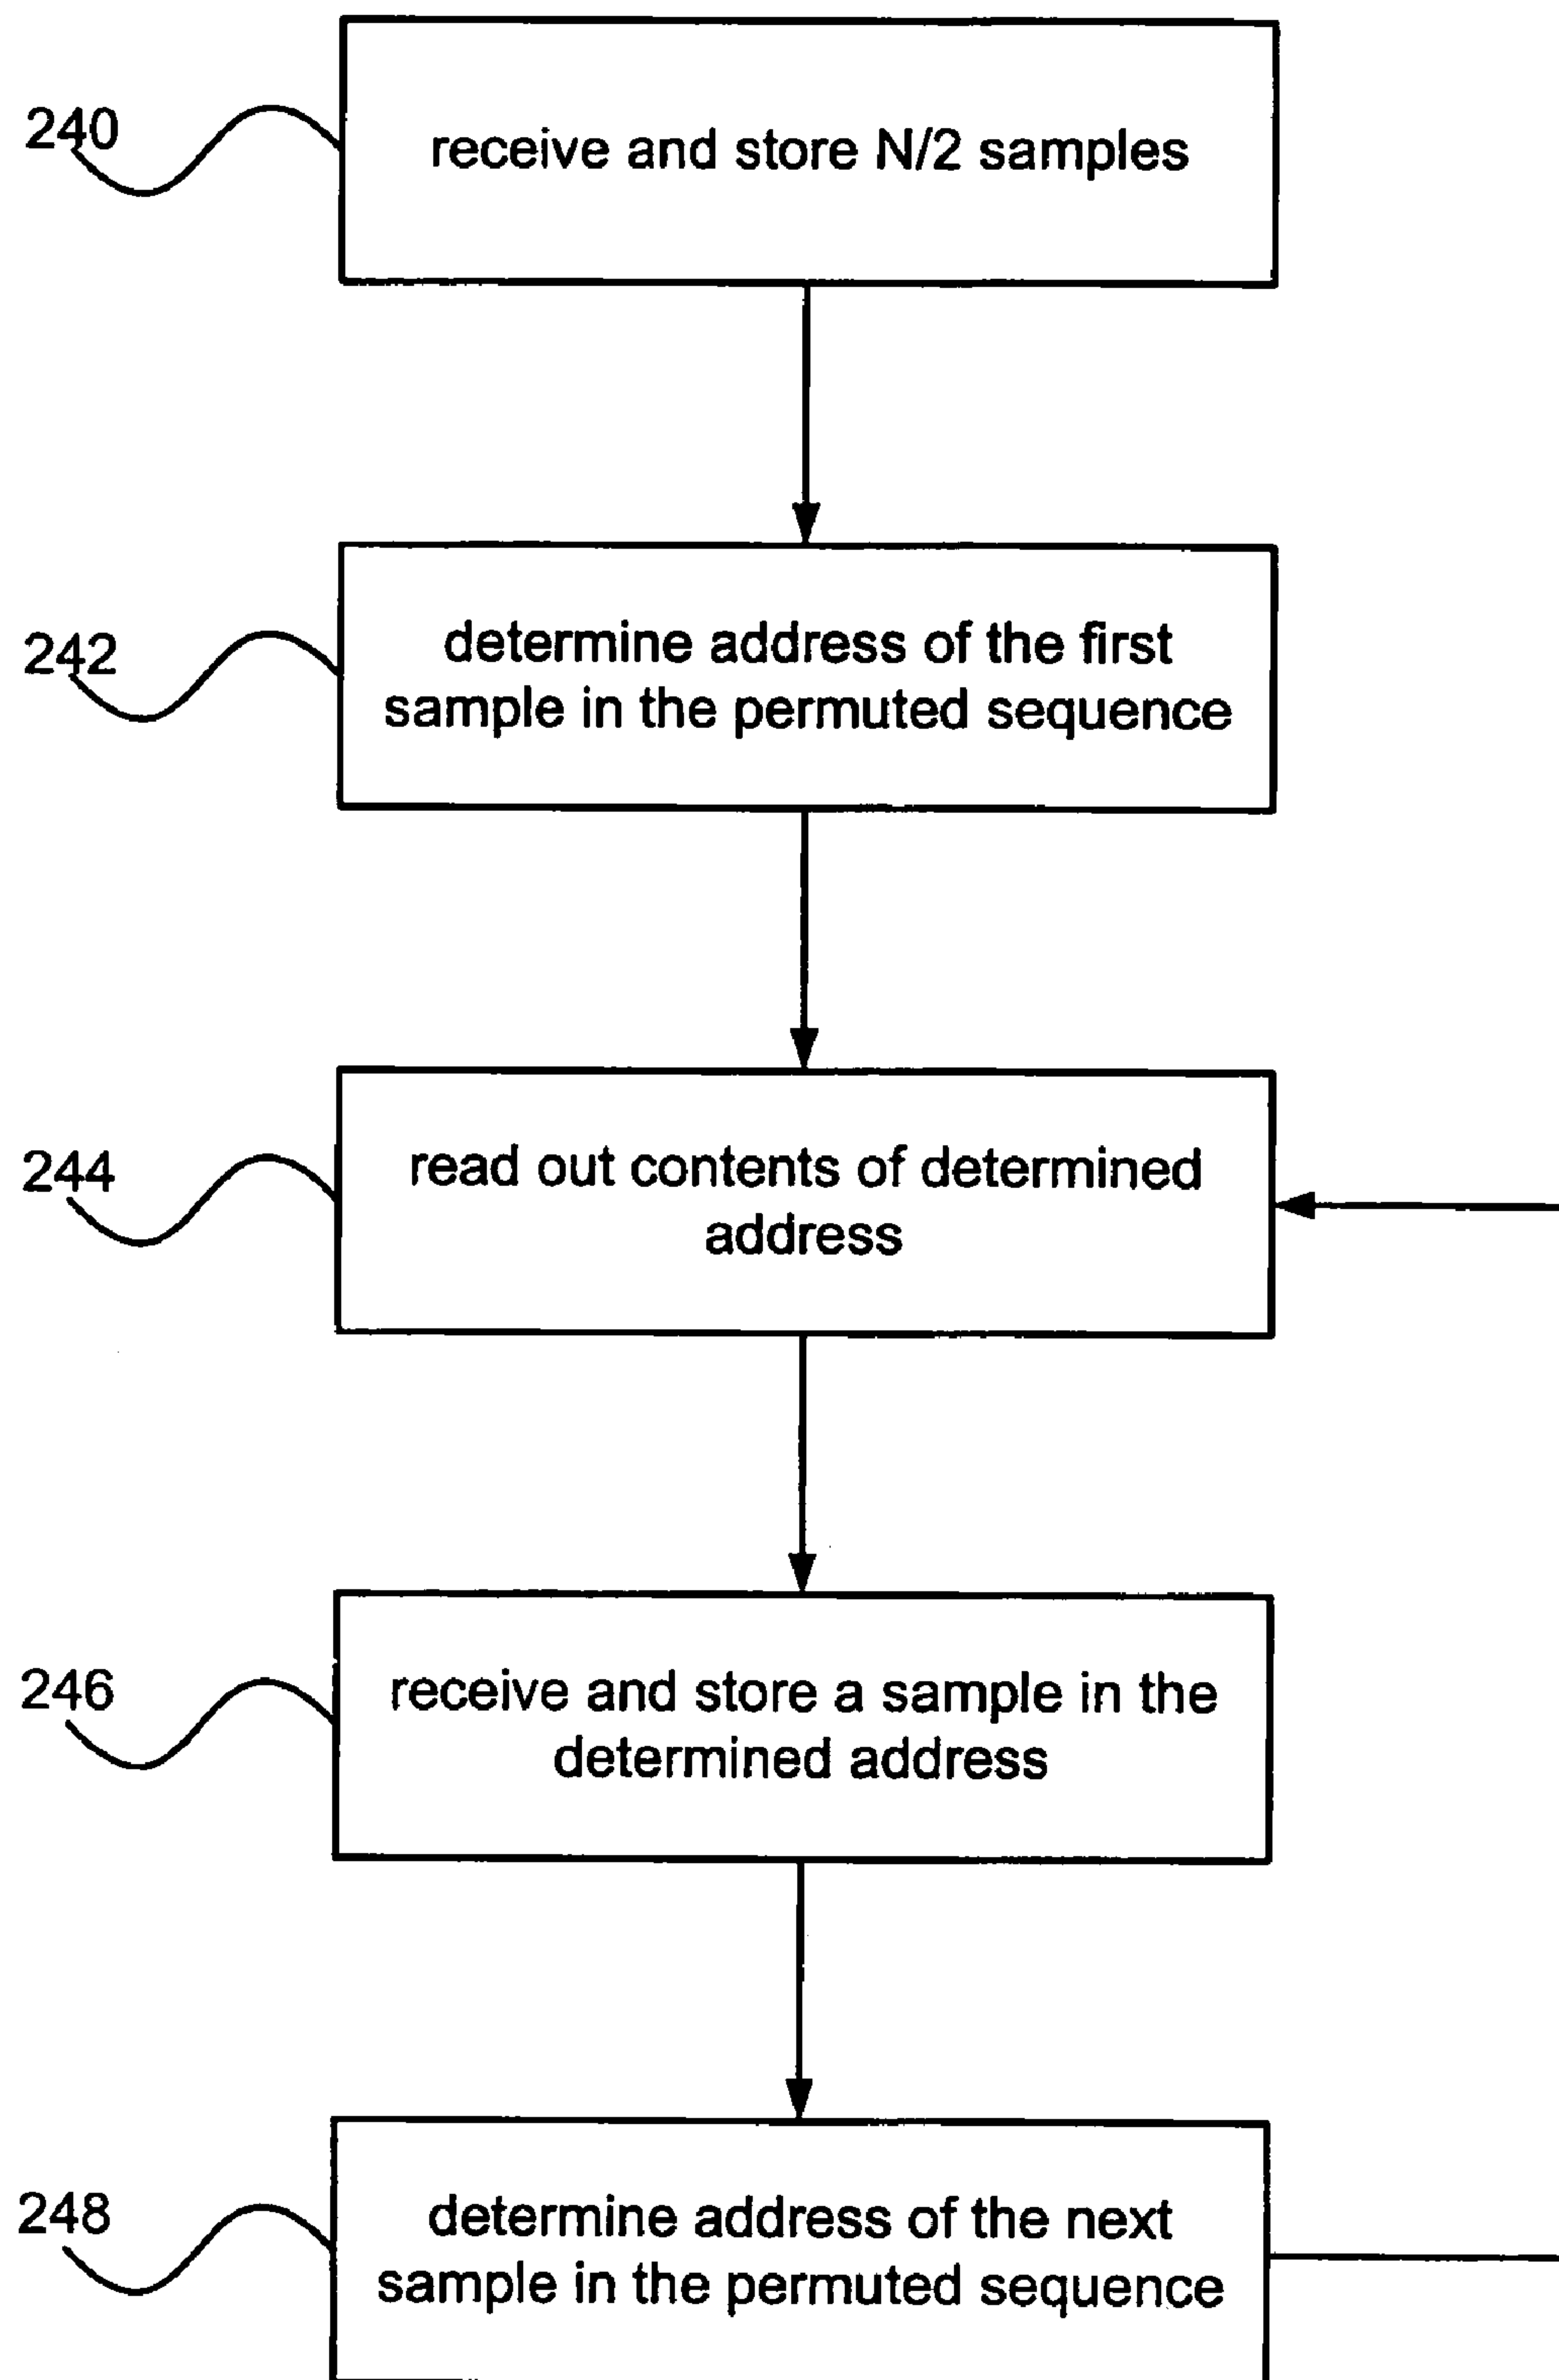 240
receive and store N/2 samples
242
determine address of the first
sample in the permuted sequence
244
read out contents of determined
address
246
receive and store a sample in the
determined address
248
determine address of the next
sample in the permuted sequence